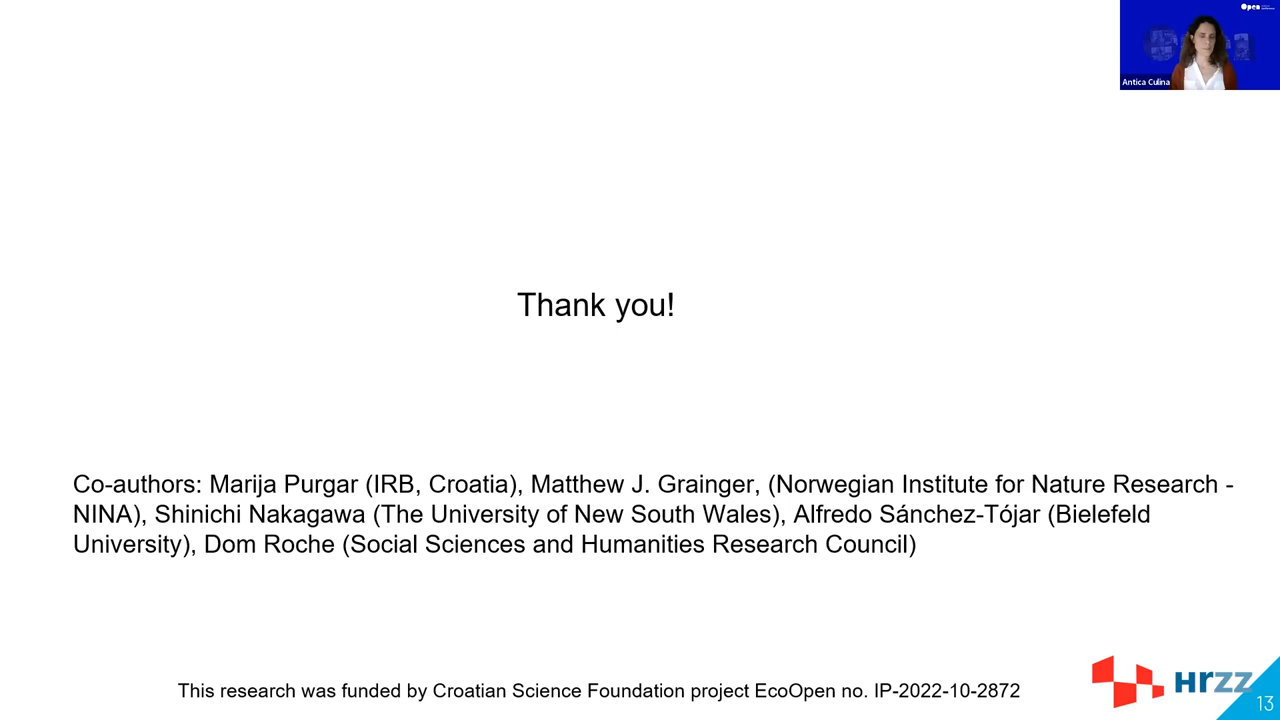 Open
Antica Culina
Thank you!
Co-authors: Marija Purgar (IRB, Croatia), Matthew J. Grainger, (Norwegian Institute for Nature Research -
NINA), Shinichi Nakagawa (The University of New South Wales), Alfredo Sánchez-Tójar (Bielefeld
University), Dom Roche (Social Sciences and Humanities Research Council)
This research was funded by Croatian Science Foundation project EcoOpen no. IP-2022-10-2872
нrzz
13